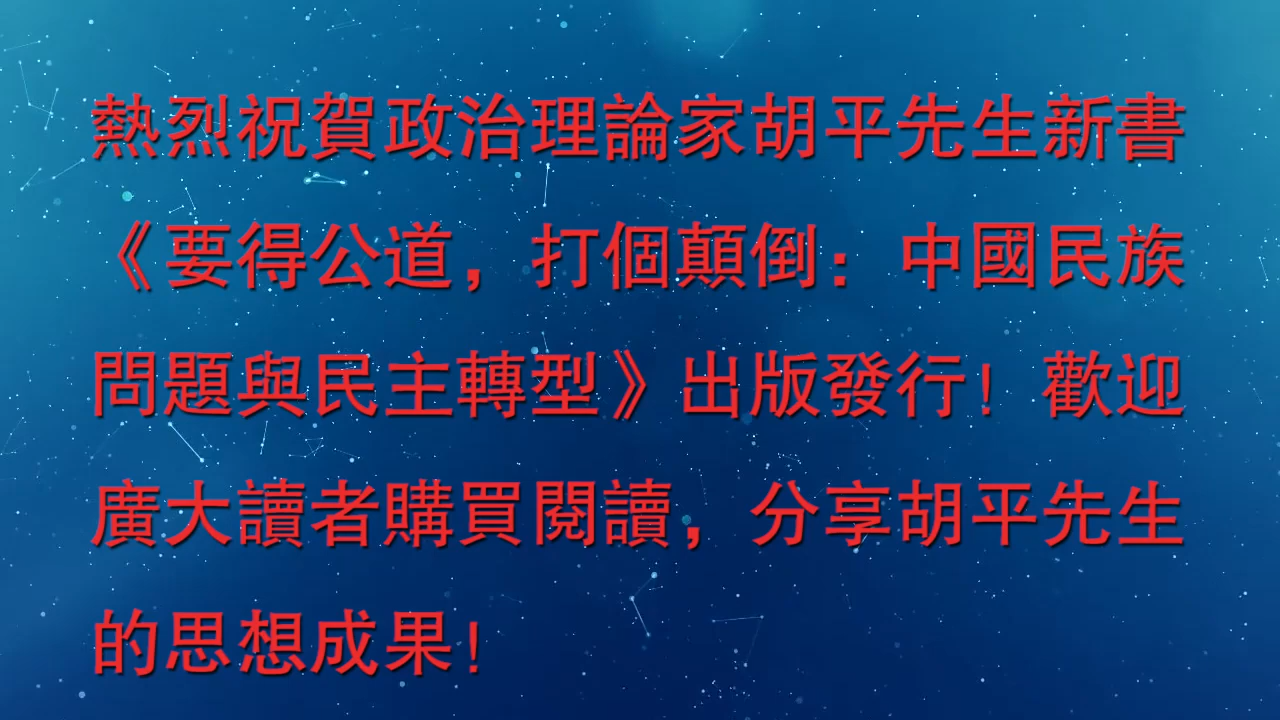 熱烈祝賀政治理論家胡平先生新書
《要得公道，打個顛倒：中國民族
問題與民主轉型》出版發行！歡迎
廣大讀者購買閱讀，分享胡平先生
的思想成果！